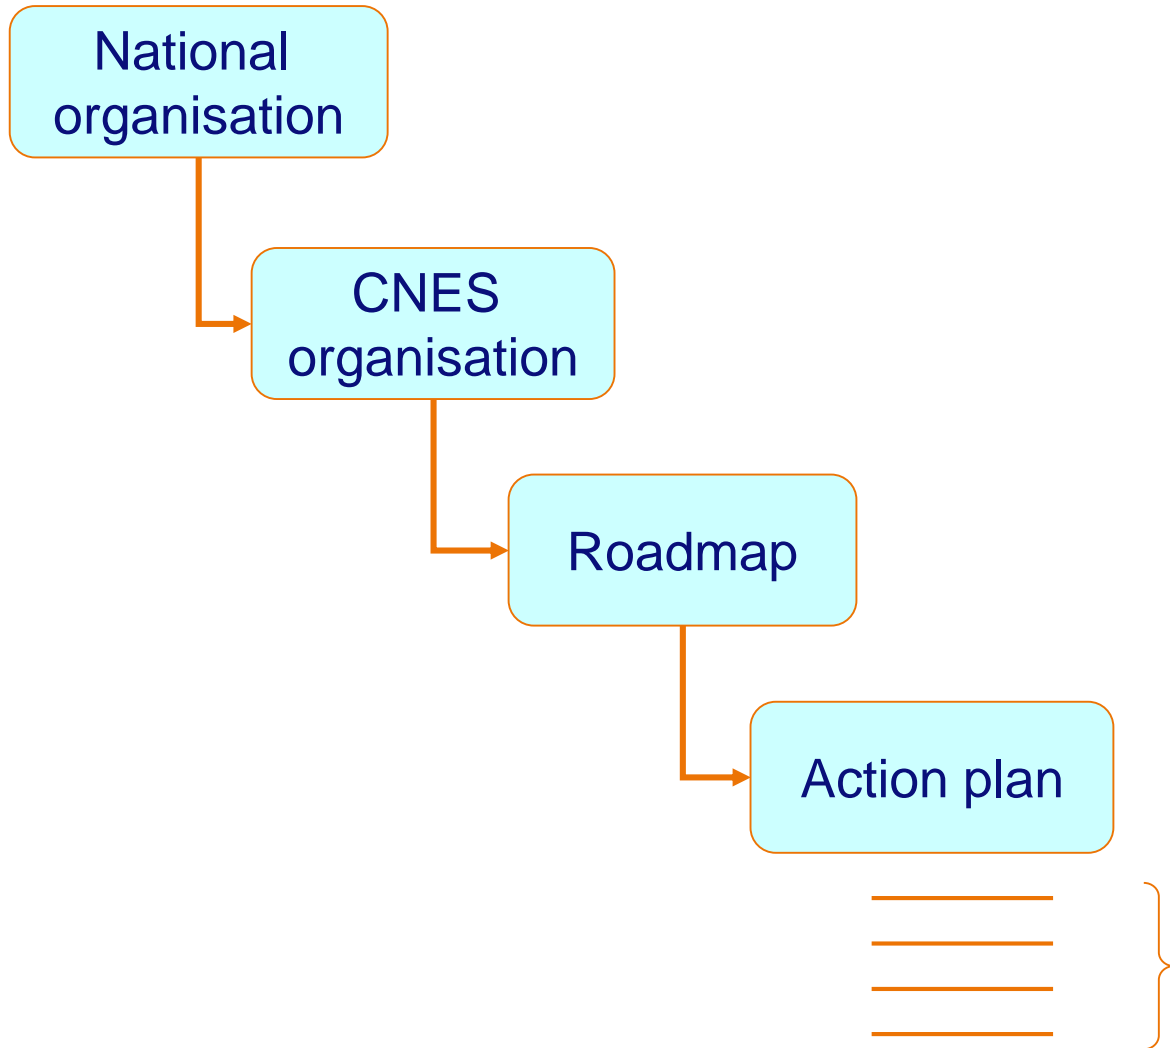 National
organisation
CNES
organisation
Roadmap
Action plan